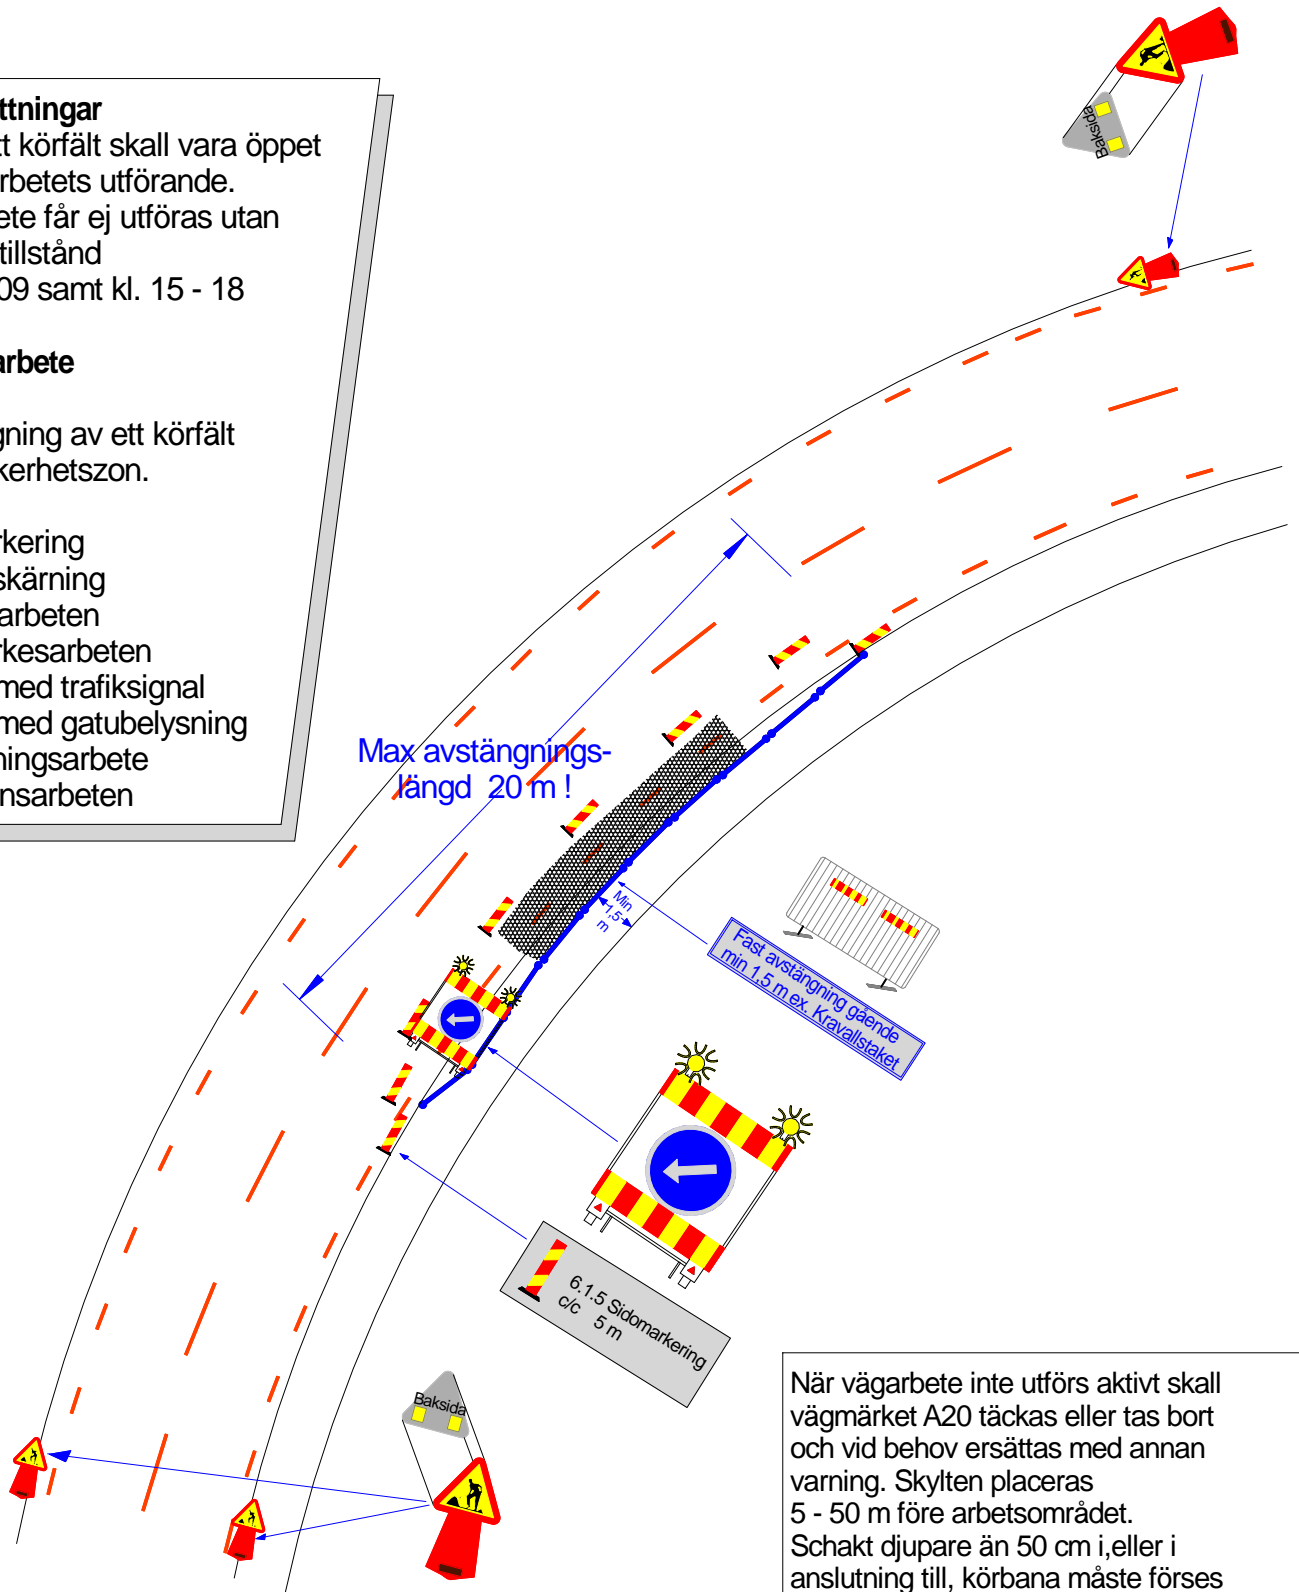 Baksida
ttningar
tt körfält skall vara öppet
rbetets utförande.
ete får ej utföras utan
tillstånd
09 samt kl. 15 - 18
arbete
gning av ett körfält
kerhetszon.
rkering
skärning
arbeten
rkesarbeten
med trafiksignal
med gatubelysning
ningsarbete
nsarbeten
Max avstängnings-
längd 20 m !
Min
1,5
m
Fast avstängning gående
min 1,5 m ex. Kravallstaket
6.1.5 Sidomarkering
c/c 5 m
Baksida
När vägarbete inte utförs aktivt skall
vägmärket A20 täckas eller tas bort
och vid behov ersättas med annan
varning. Skylten placeras
5 - 50 m före arbetsområdet.
Schakt djupare än 50 cm i,eller i
anslutning till, körbana måste förses